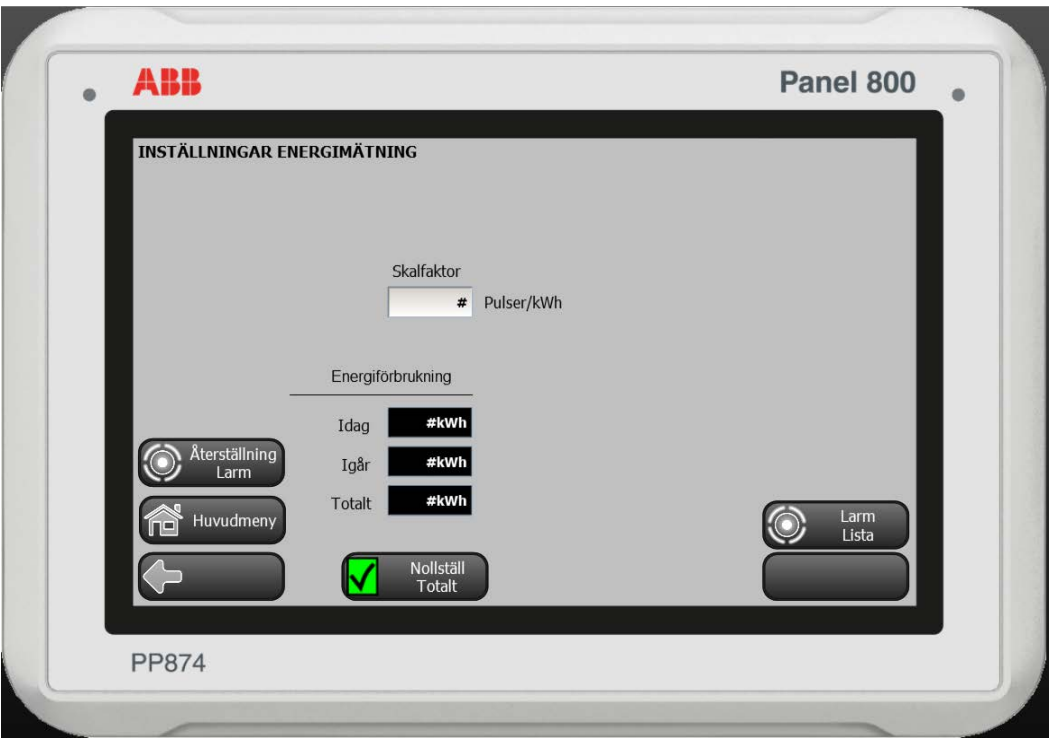 ABB
Panel 800
INSTÄLLNINGAR ENERGIMÄTNING
Skalfaktor
# Pulser/kWh
Energiförbrukning
Idag #kWh
Igår #kWh
Totalt #kWh
Återställning
Larm
Huvudmeny
Nollställ
Totalt
Larm
Lista
PP874